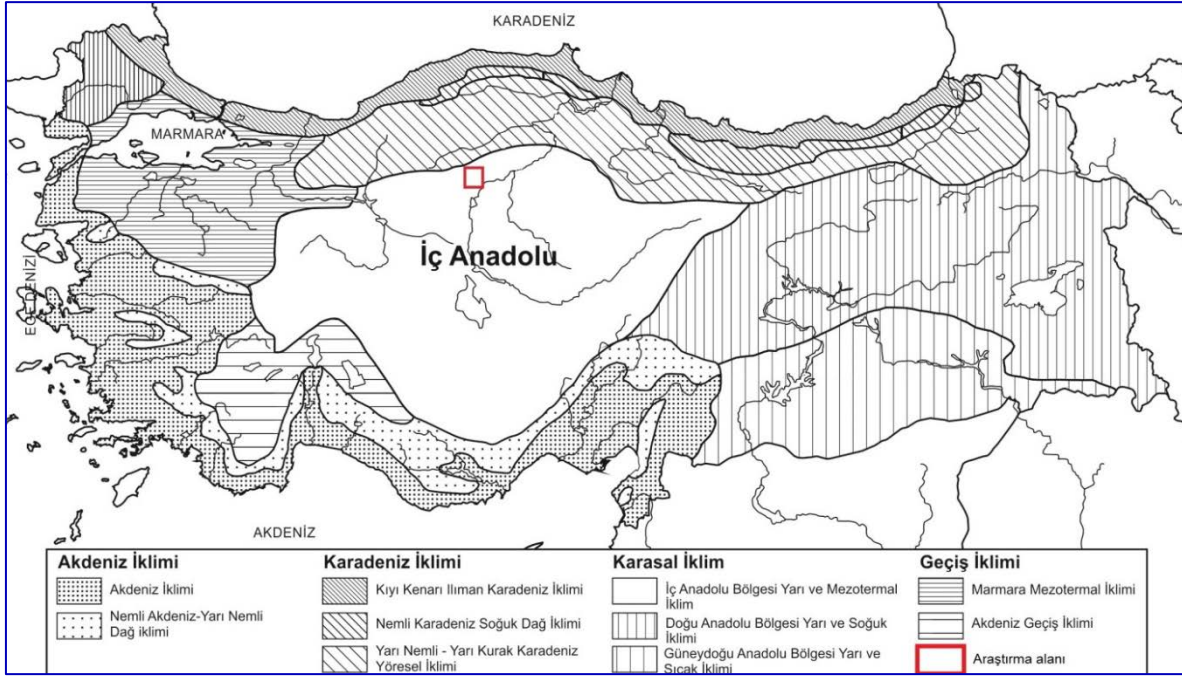 KARADENİZ
MARMARA
İç Anadolu
EGE DENİZİ
AKDENİZ
Akdeniz İklimi
Akdeniz İklimi
Nemli Akdeniz-Yarı Nemli
Dağ iklimi
Karadeniz İklimi
Kıyı Kenarı Ilıman Karadeniz İklimi
Nemli Karadeniz Soğuk Dağ İklimi
Yarı Nemli - Yarı Kurak Karadeniz
Yöresel İklimi
Karasal İklim
İç Anadolu Bölgesi Yarı ve Mezotermal
İklim
Doğu Anadolu Bölgesi Yarı ve Soğuk
İklimi
Güneydoğu Anadolu Bölgesi Yarı ve
Sıcak İklimi
Geçiş İklimi
Marmara Mezotermal İklimi
Akdeniz Geçiş İklimi
Araştırma alanı